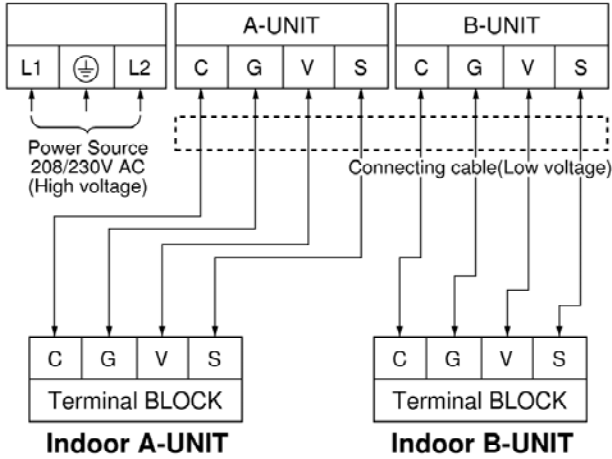 A-UNIT B-UNIT
L1 L2 C G V S C G V S
Power Source
208/230V AC
(High voltage)
Connecting cable(Low voltage)
C G V S C G V S
Terminal BLOCK Terminal BLOCK
Indoor A-UNIT Indoor B-UNIT